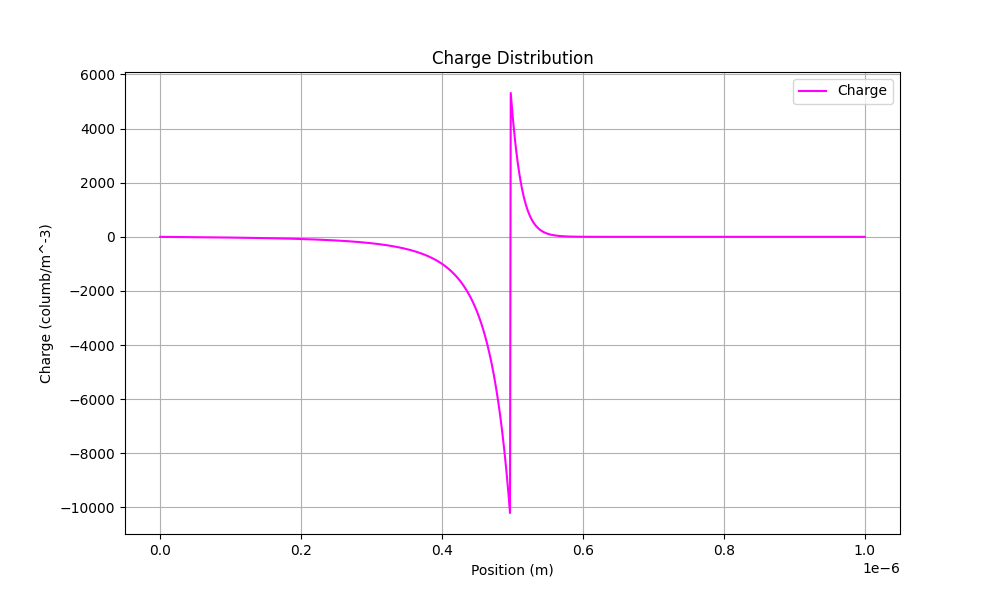 Charge Distribution
Charge
6000
4000
2000
0
−2000
−4000
−6000
−8000
−10000
Charge (columb/m^-3)
0.0 0.2 0.4 0.6 0.8 1.0
1e−6
Position (m)